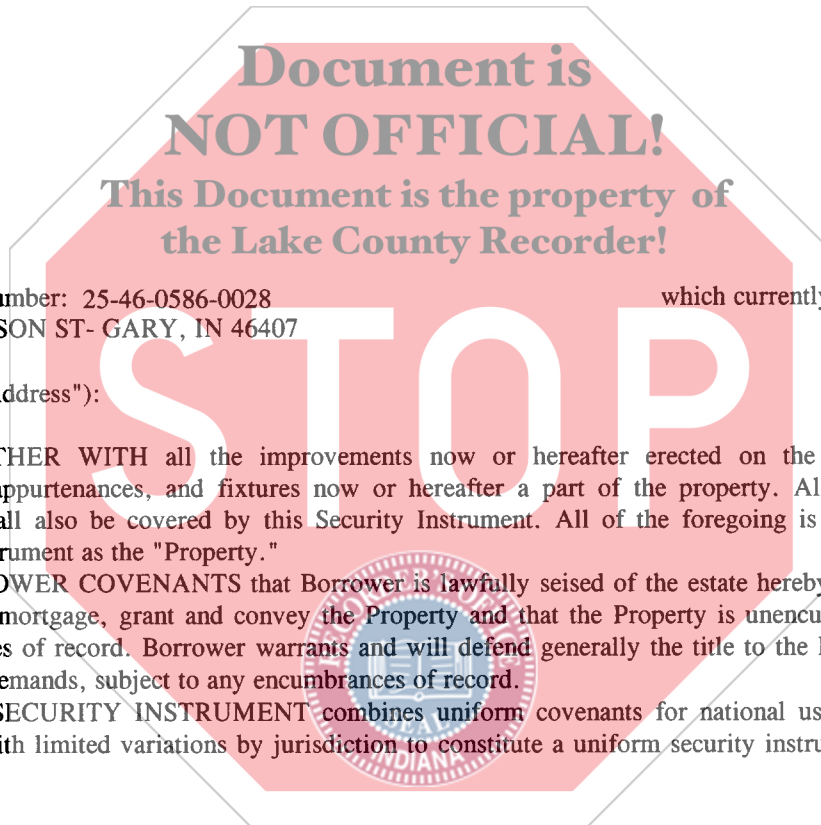 Document is
NOT OFFICIAL!
This Document is the property of
the Lake County Recorder!
umber: 25-46-0586-0028 which currently
SON ST- GARY, IN 46407
ddress"):
STOP
THER WITH all the improvements now or hereafter erected on the
appurtenances, and fixtures now or hereafter a part of the property. Al
all also be covered by this Security Instrument. All of the foregoing is
rument as the "Property."
OWER COVENANTS that Borrower is lawfully seised of the estate hereby
mortgage, grant and convey the Property and that the Property is unencu
es of record. Borrower warrants and will defend generally the title to the
emands, subject to any encumbrances of record.
SECURITY INSTRUMENT combines uniform covenants for national us
ith limited variations by jurisdiction to constitute a uniform security instru
RECORDER'S OFFICE
SEAL
INDIANA